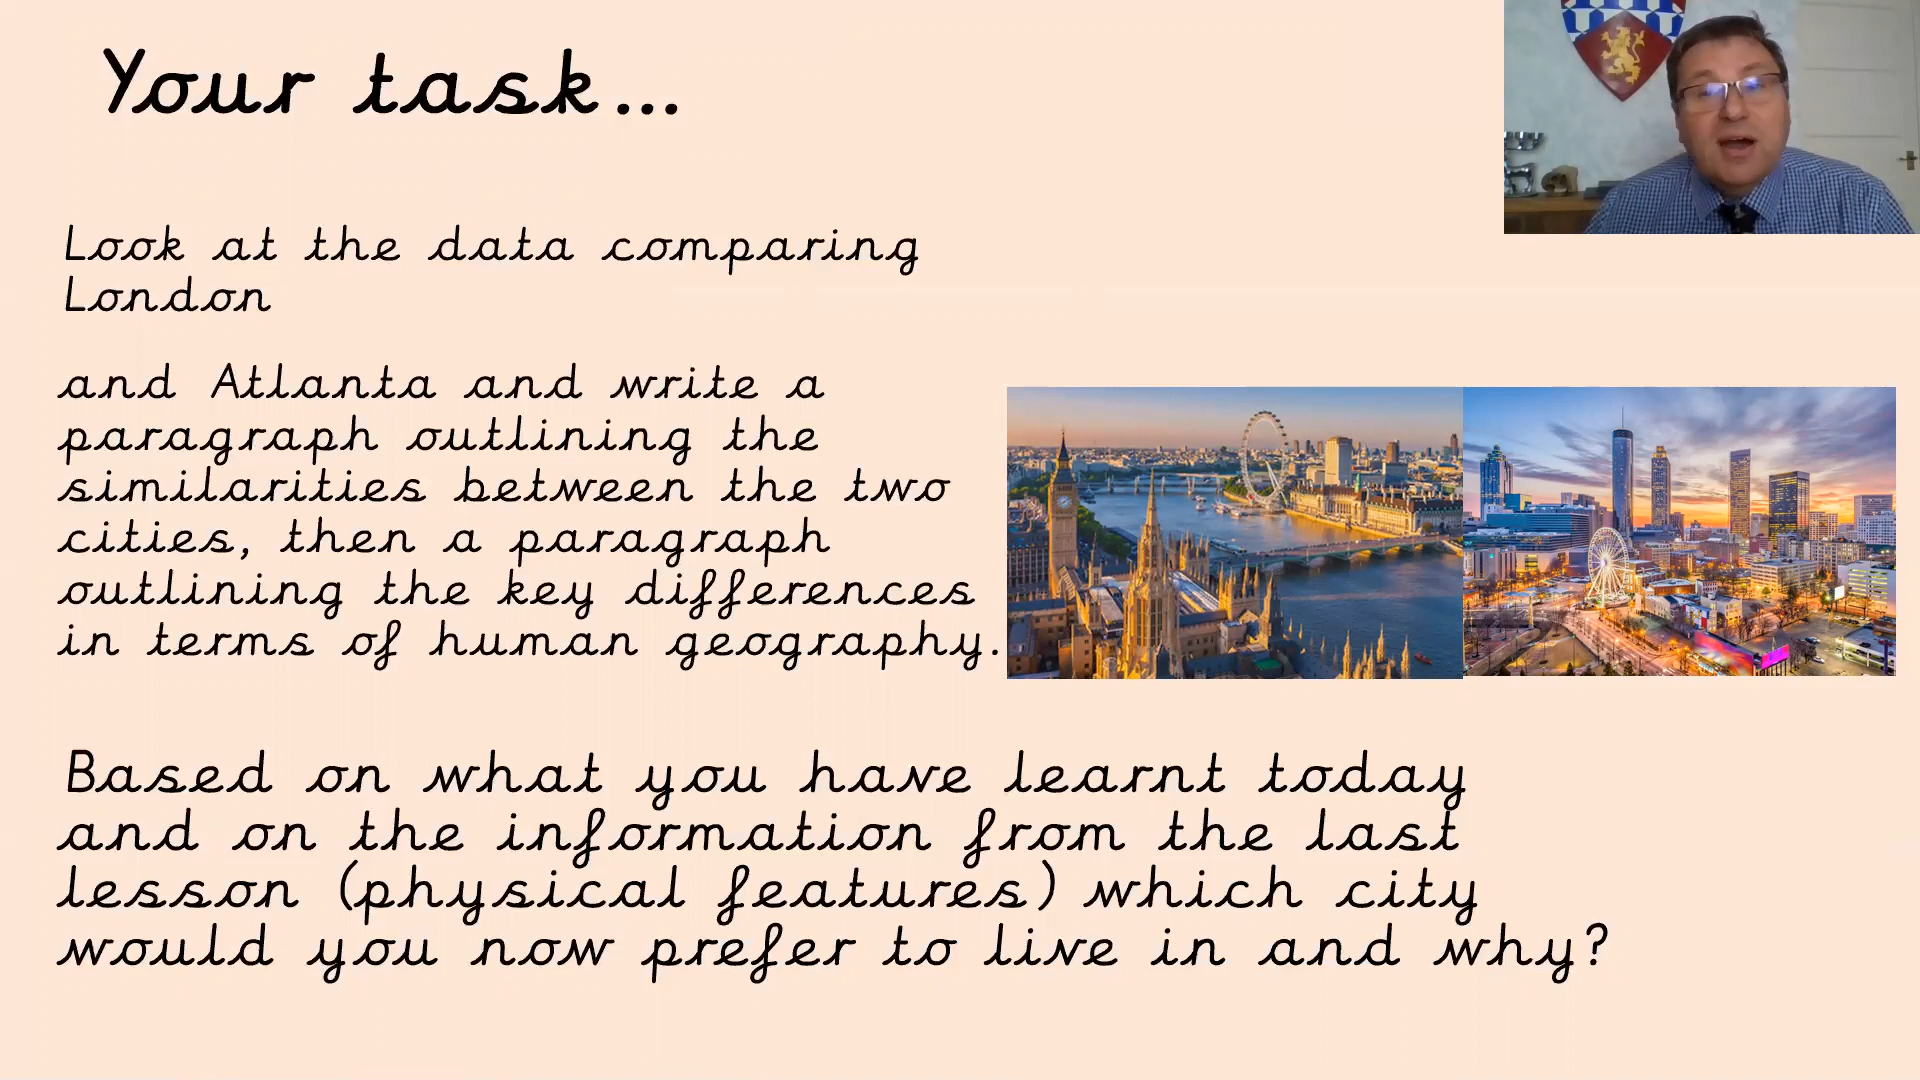 Your task...
Look at the data comparing
London
and Atlanta and write a
paragraph outlining the
similarities between the two
cities, then a paragraph
outlining the key differences
in terms of human geography.
Based on what you have learnt today
and on the information from the last
lesson (physical features) which city
would you now prefer to live in and why?